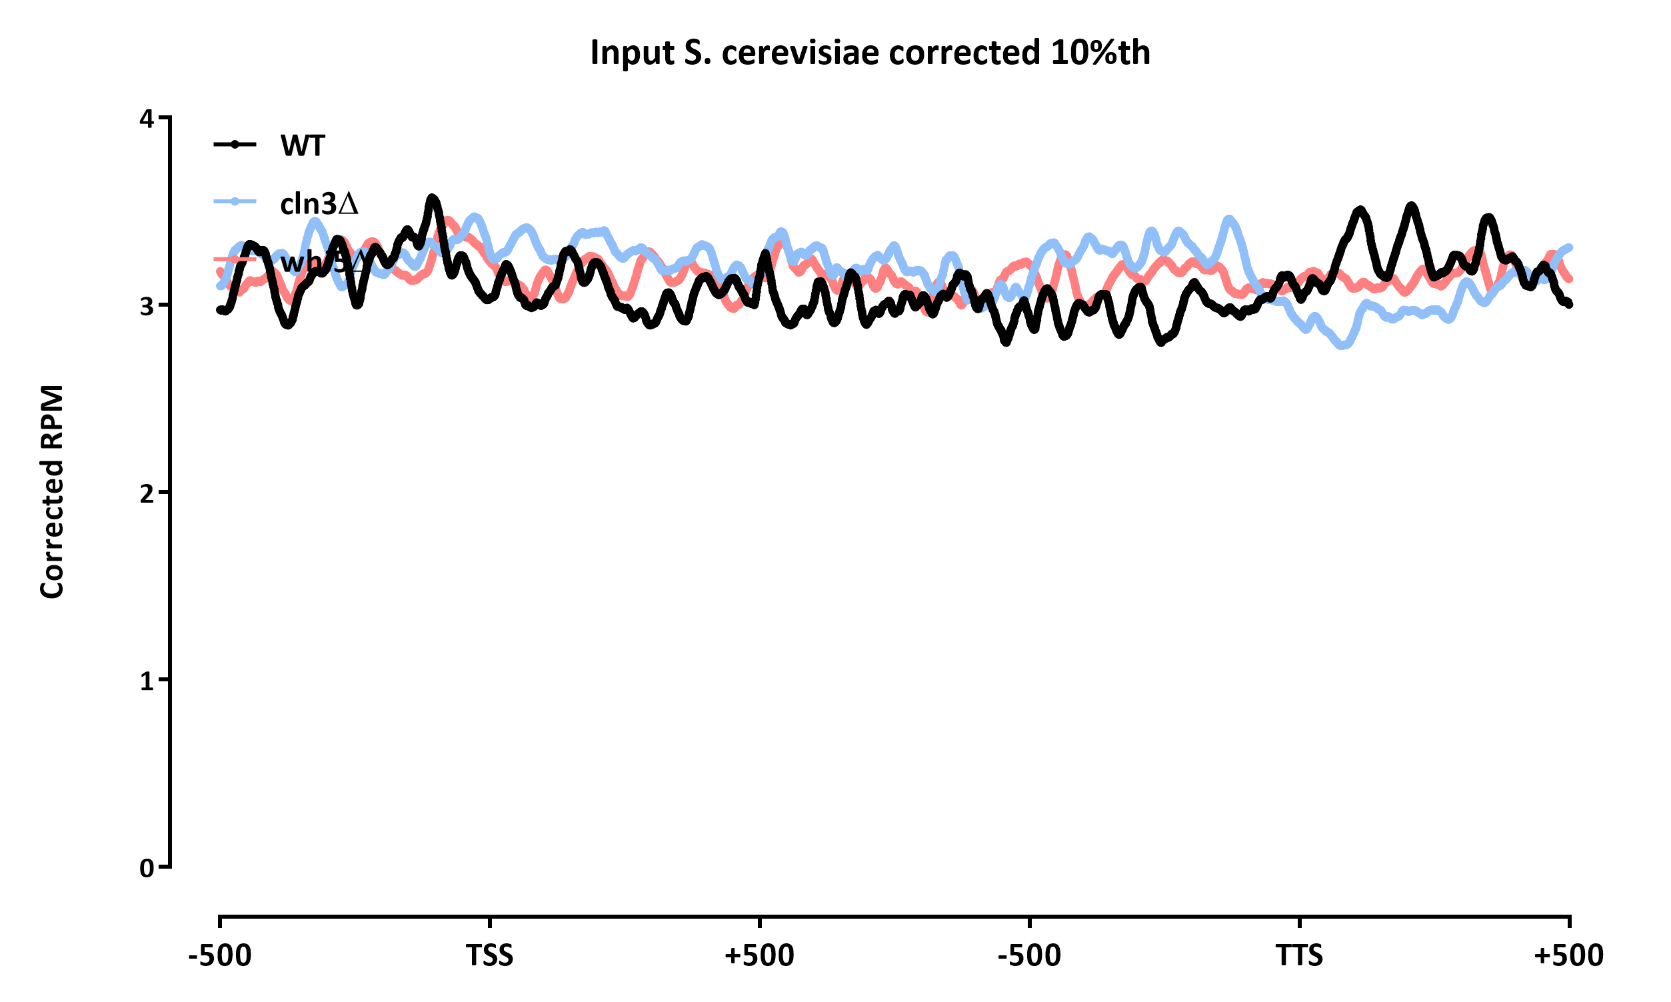 Input S. cerevisiae corrected 10%th
4
WT
cln3Δ
3
Corrected RPM
2
1
0
-500 TSS +500 -500 TTS +500